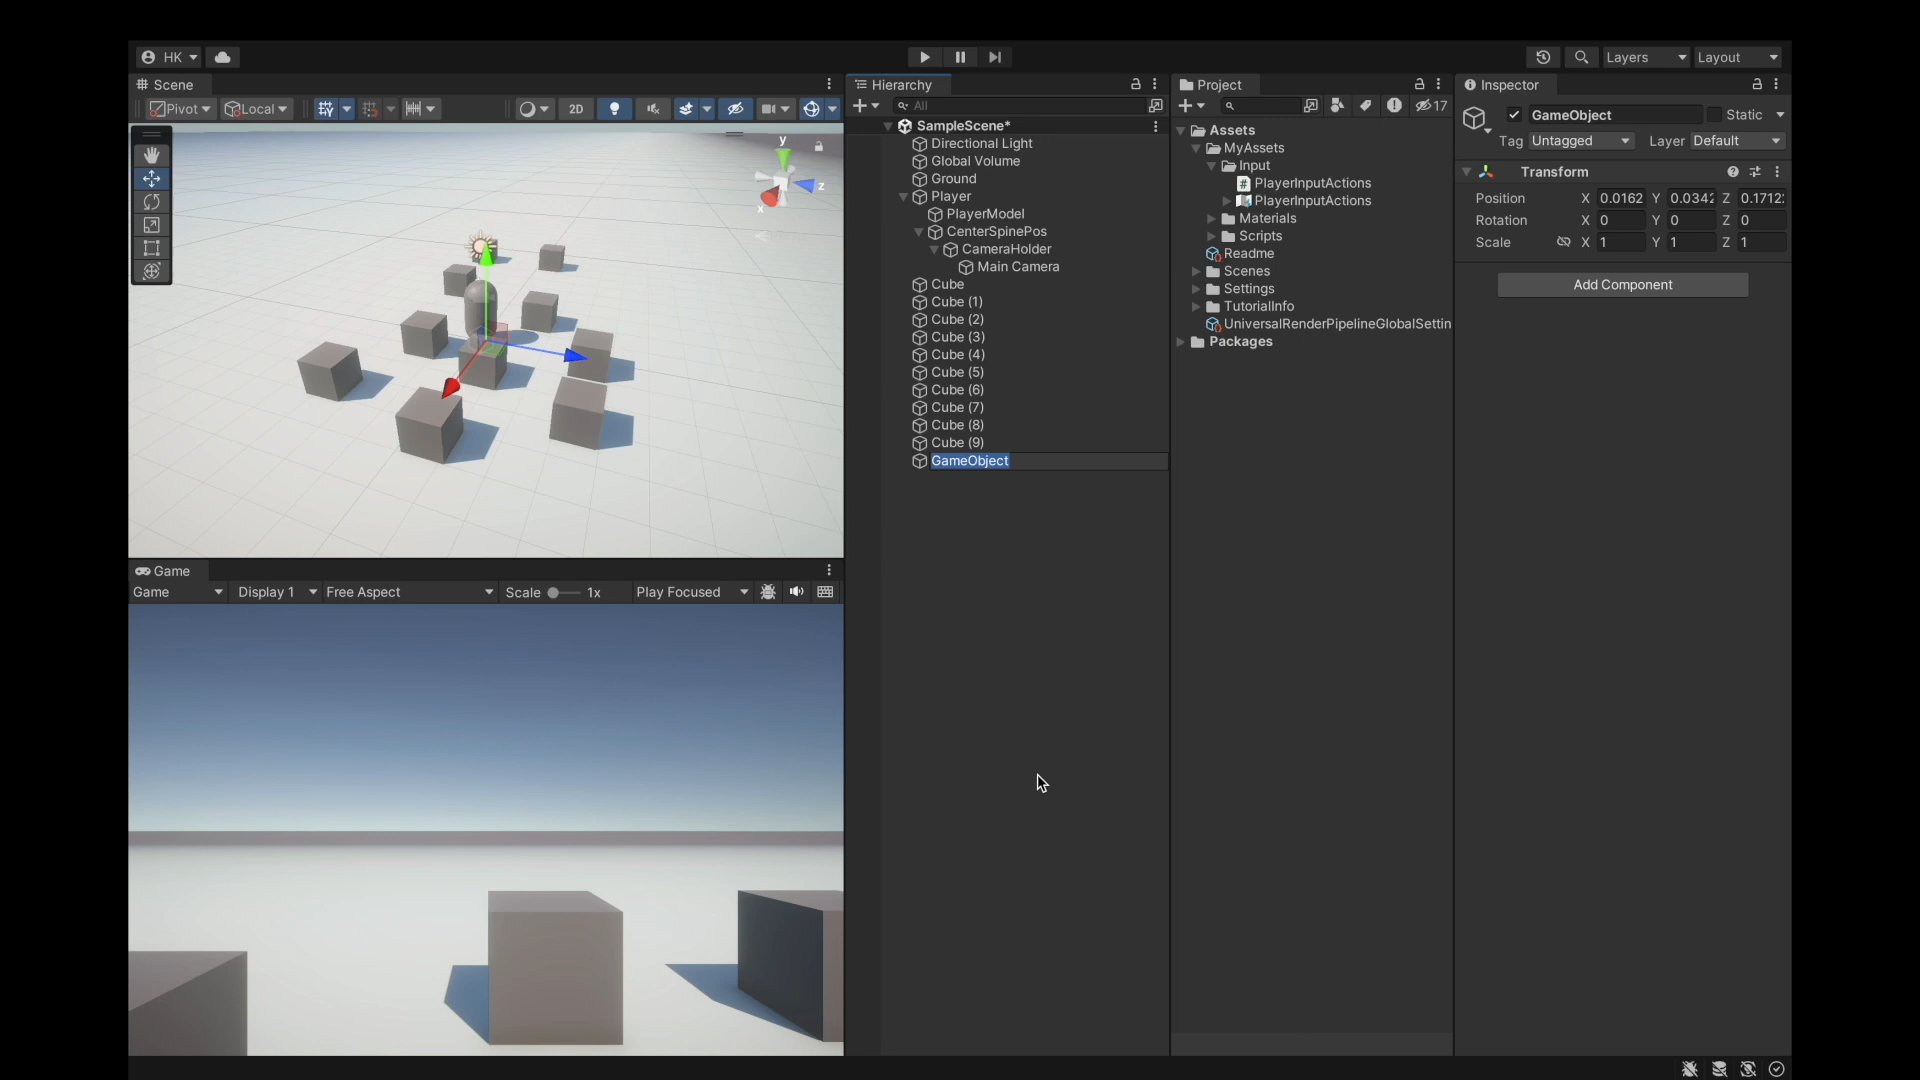 HK
Layers
Layout
Scene
Pivot
Local
2D
y
z
x
Game
Game
Display 1
Free Aspect
Scale
1x
Play Focused
Hierarchy
All
SampleScene*
Directional Light
Global Volume
Ground
Player
PlayerModel
CenterSpinePos
CameraHolder
Main Camera
Cube
Cube (1)
Cube (2)
Cube (3)
Cube (4)
Cube (5)
Cube (6)
Cube (7)
Cube (8)
Cube (9)
GameObject
Project
17
Assets
MyAssets
Input
PlayerInputActions
PlayerInputActions
Materials
Scripts
Readme
Scenes
Settings
TutorialInfo
UniversalRenderPipelineGlobalSettin
Packages
Inspector
GameObject
Static
Tag Untagged Layer Default
Transform
Position X 0.0162 Y 0.0342 Z 0.1712
Rotation X 0 Y 0 Z 0
Scale X 1 Y 1 Z 1
Add Component